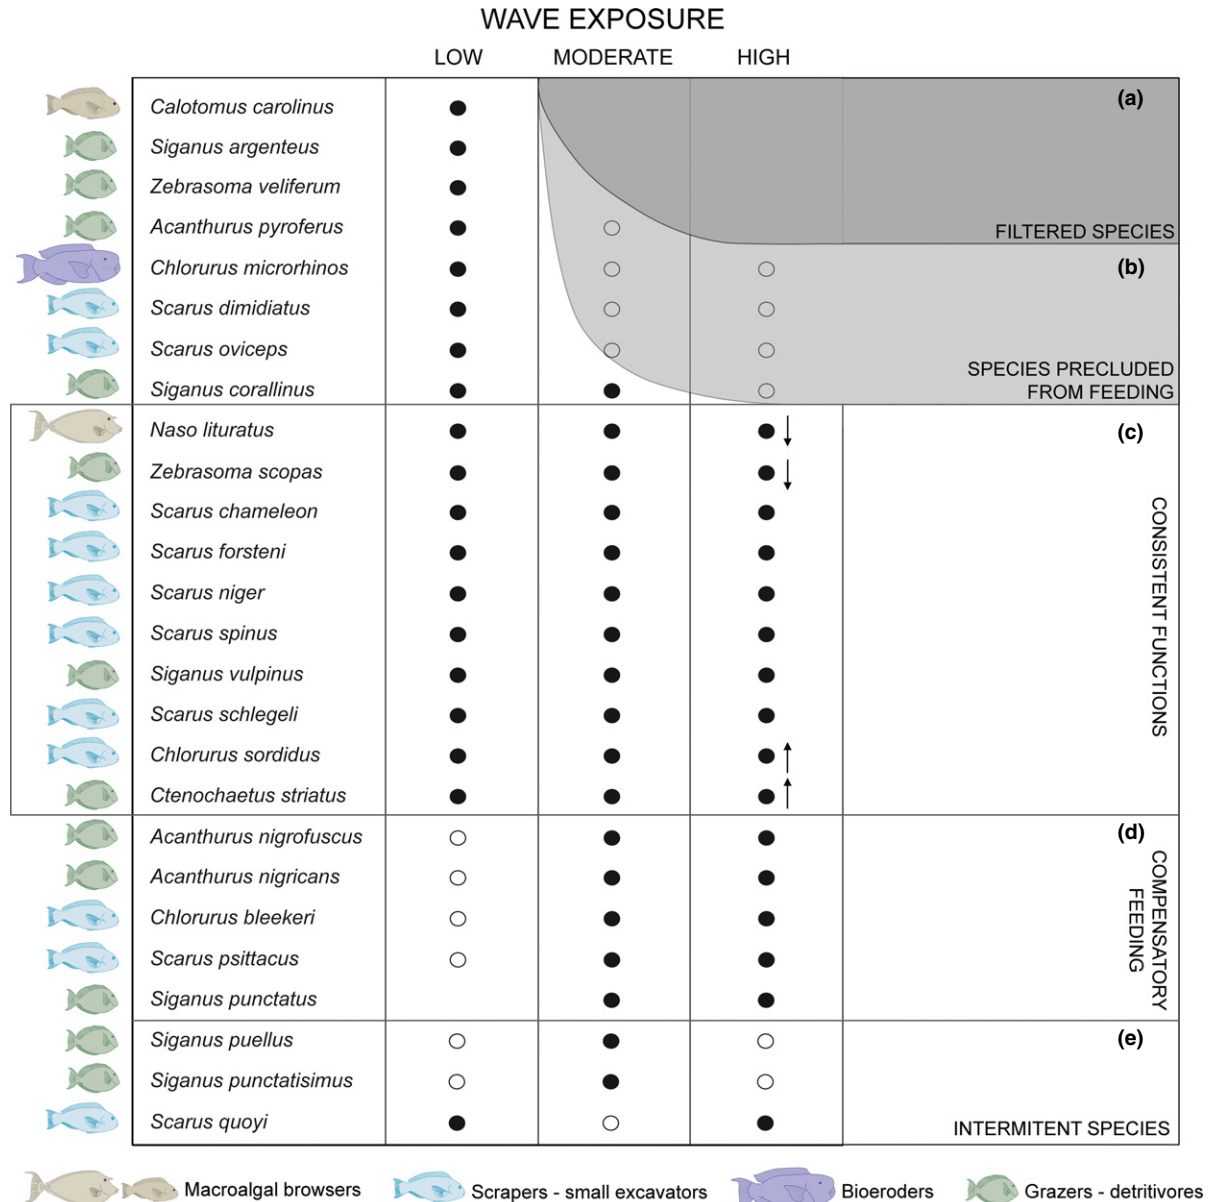 WAVE EXPOSURE
LOW MODERATE HIGH
Calotomus carolinus (a)
Siganus argenteus
Zebrasoma veliferum
Acanthurus pyroferus FILTERED SPECIES
Chlorurus microrhinos (b)
Scarus dimidiatus
Scarus oviceps SPECIES PRECLUDED
Siganus corallinus FROM FEEDING
Naso lituratus (c)
Zebrasoma scopas
Scarus chameleon
Scarus forsteni
Scarus niger
Scarus spinus
Siganus vulpinus
Scarus schlegeli
Chlorurus sordidus
Ctenochaetus striatus
CONSISTENT FUNCTIONS
Acanthurus nigrofuscus (d)
Acanthurus nigricans
Chlorurus bleekeri
Scarus psittacus
Siganus punctatus
COMPENSATORY
FEEDING
Siganus puellus (e)
Siganus punctatisimus
Scarus quoyi INTERMITENT SPECIES
Macroalgal browsers Scrapers - small excavators Bioeroders Grazers - detritivores